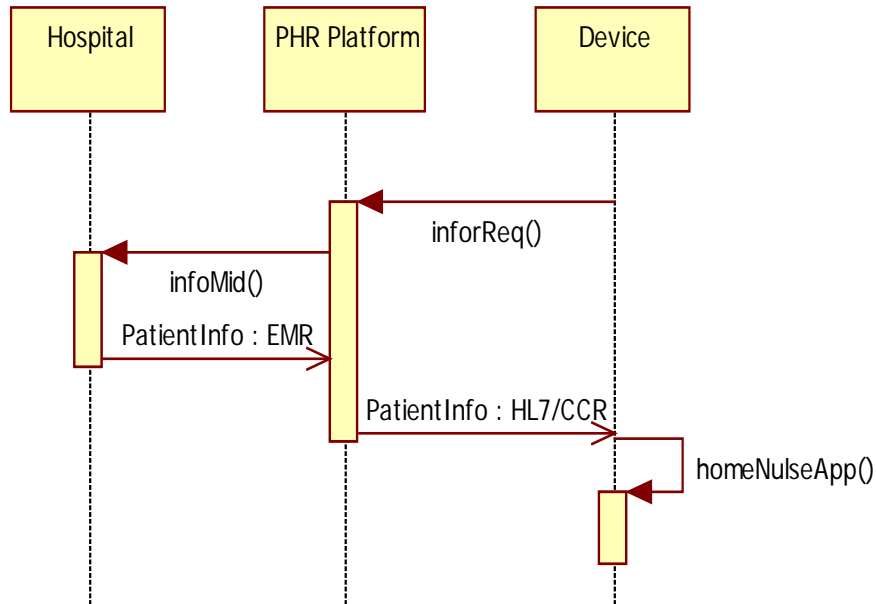 Hospital
PHR Platform
Device
inforReq()
infoMid()
PatientInfo : EMR
PatientInfo : HL7/CCR
homeNulseApp()